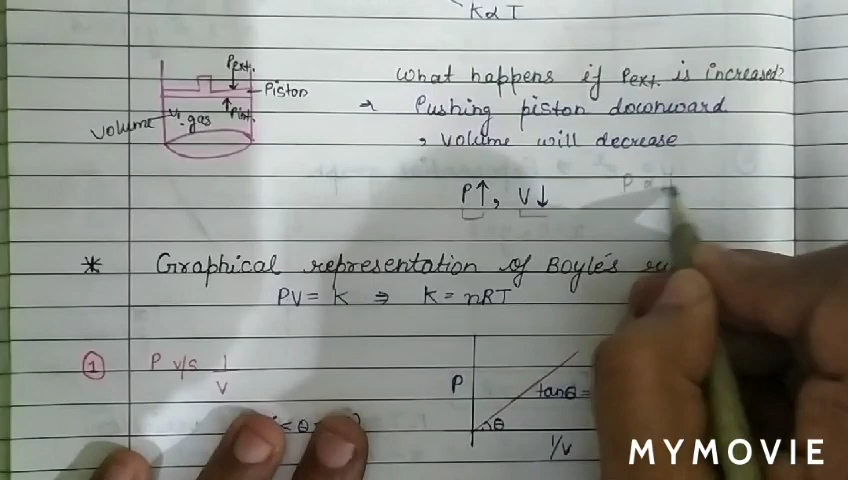 K α T
Pext.
Piston
Pint.
volume
gas
What happens if Pext. is increased?
→ Pushing piston downward
, volume will decrease
P↑, V↓
P α
* Graphical representation of Boyle's
PV = K ⇒ K = nRT
① P v/s 1/V
P
tanθ =
θ
1/V
MYMOVIE